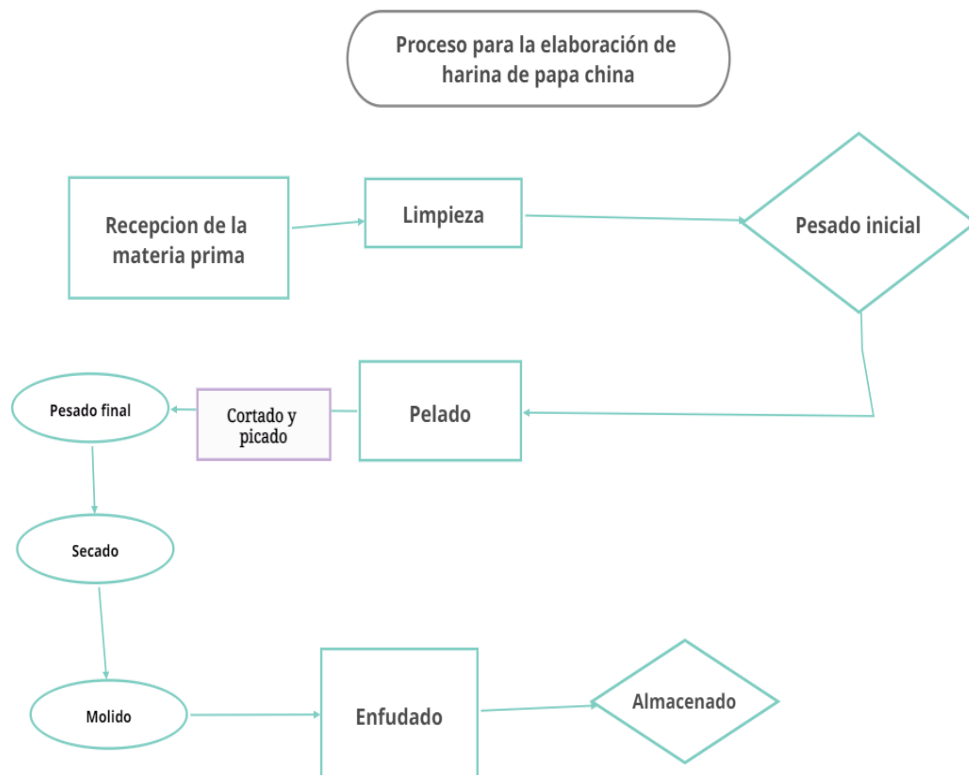 Proceso para la elaboración de
harina de papa china
Recepcion de la
materia prima
Limpieza
Pesado inicial
Pelado
Cortado y
picado
Pesado final
Secado
Molido
Enfudado
Almacenado